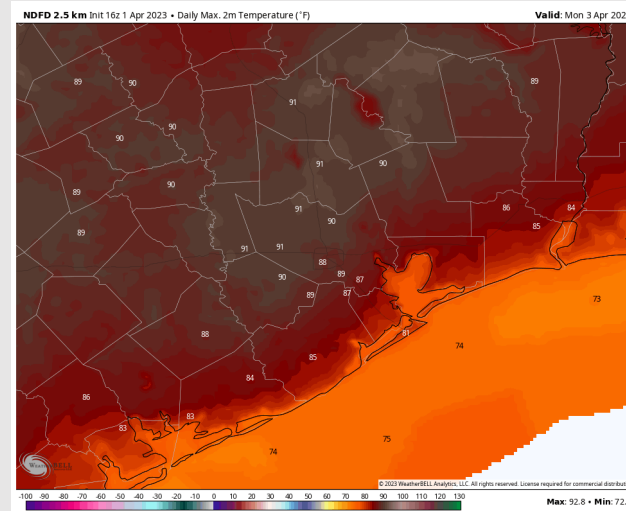 NDFD 2.5 km Init 16z 1 Apr 2023 • Daily Max. 2m Temperature (°F)
Valid: Mon 3 Apr 202
89 90 91 89
90 90
91 90
89 90
91 86 84
89 90 85
91 91
88
90 89 87
89 87 73
88 81
74
85
84
86
83 83
75
74
WeatherBELL
© 2023 WeatherBELL Analytics, LLC. All rights reserved. License required for commercial distribut
-100 -90 -80 -70 -60 -50 -40 -30 -20 -10 0 10 20 30 40 50 60 70 80 90 100 110 120 130
Max: 92.8 • Min: 72.